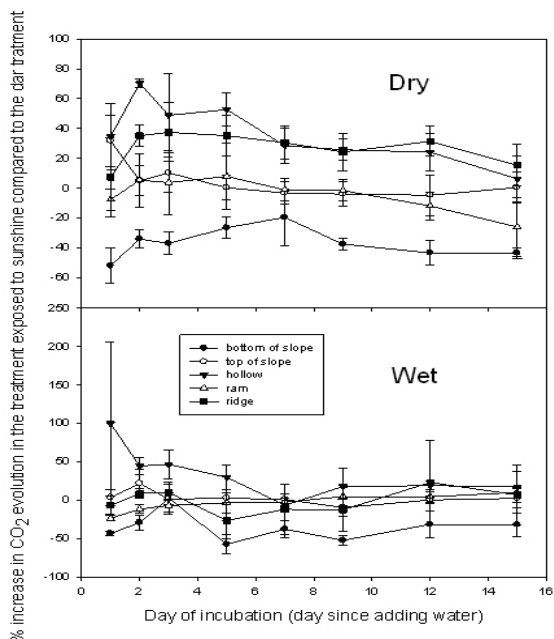 % increase in CO2 evolution in the treatment exposed to sunshine compared to the dar tratment
100
80
60
40
20
0
-20
-40
-60
Dry
250
200
150
100
50
0
-50
-100
bottom of slope
top of slope
hollow
ram
ridge
Wet
0 2 4 6 8 10 12 14 16
Day of incubation (day since adding water)